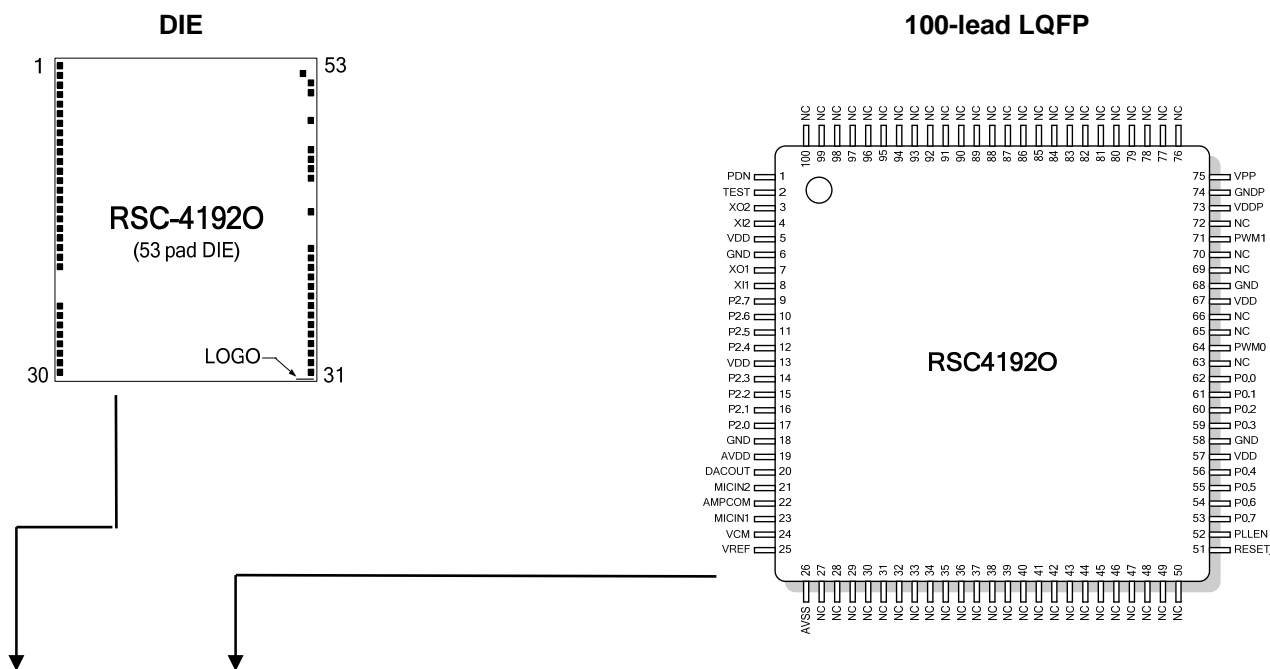 DIE
1
53
RSC-4192O
(53 pad DIE)
LOGO
30
31
100-lead LQFP
NC NC NC NC NC NC NC NC NC NC NC NC NC NC NC NC NC NC NC NC NC NC NC NC NC
100 99 98 97 96 95 94 93 92 91 90 89 88 87 86 85 84 83 82 81 80 79 78 77 76
PDN 1
TEST 2
XO2 3
XI2 4
VDD 5
GND 6
XO1 7
XI1 8
P2.7 9
P2.6 10
P2.5 11
P2.4 12
VDD 13
P2.3 14
P2.2 15
P2.1 16
P2.0 17
GND 18
AVDD 19
DACOUT 20
MICIN2 21
AMPCOM 22
MICIN1 23
VCM 24
VREF 25
RSC4192O
75 VPP
74 GNDP
73 VDDP
72 NC
71 PWM1
70 NC
69 NC
68 GND
67 VDD
66 NC
65 NC
64 PWM0
63 NC
62 P0.0
61 P0.1
60 P0.2
59 P0.3
58 GND
57 VDD
56 P0.4
55 P0.5
54 P0.6
53 P0.7
52 PLLEN
51 RESET_
26 27 28 29 30 31 32 33 34 35 36 37 38 39 40 41 42 43 44 45 46 47 48 49 50
AVSS NC NC NC NC NC NC NC NC NC NC NC NC NC NC NC NC NC NC NC NC NC NC NC NC